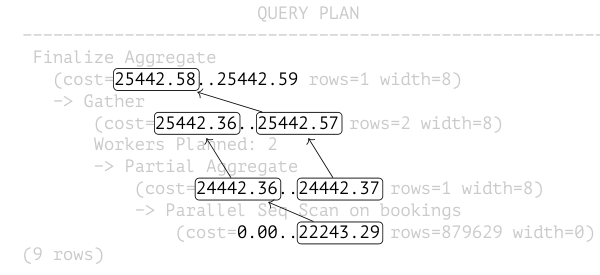 QUERY PLAN
−−−−−−−−−−−−−−−−−−−−−−−−−−−−−−−−−−−−−−−−−−−−−−−−−−−−−−−−−
Finalize Aggregate
(cost=25442.58..25442.59 rows=1 width=8)
−> Gather
(cost=25442.36..25442.57 rows=2 width=8)
Workers Planned: 2
−> Partial Aggregate
(cost=24442.36..24442.37 rows=1 width=8)
−> Parallel Seq Scan on bookings
(cost=0.00..22243.29 rows=879629 width=0)
(9 rows)